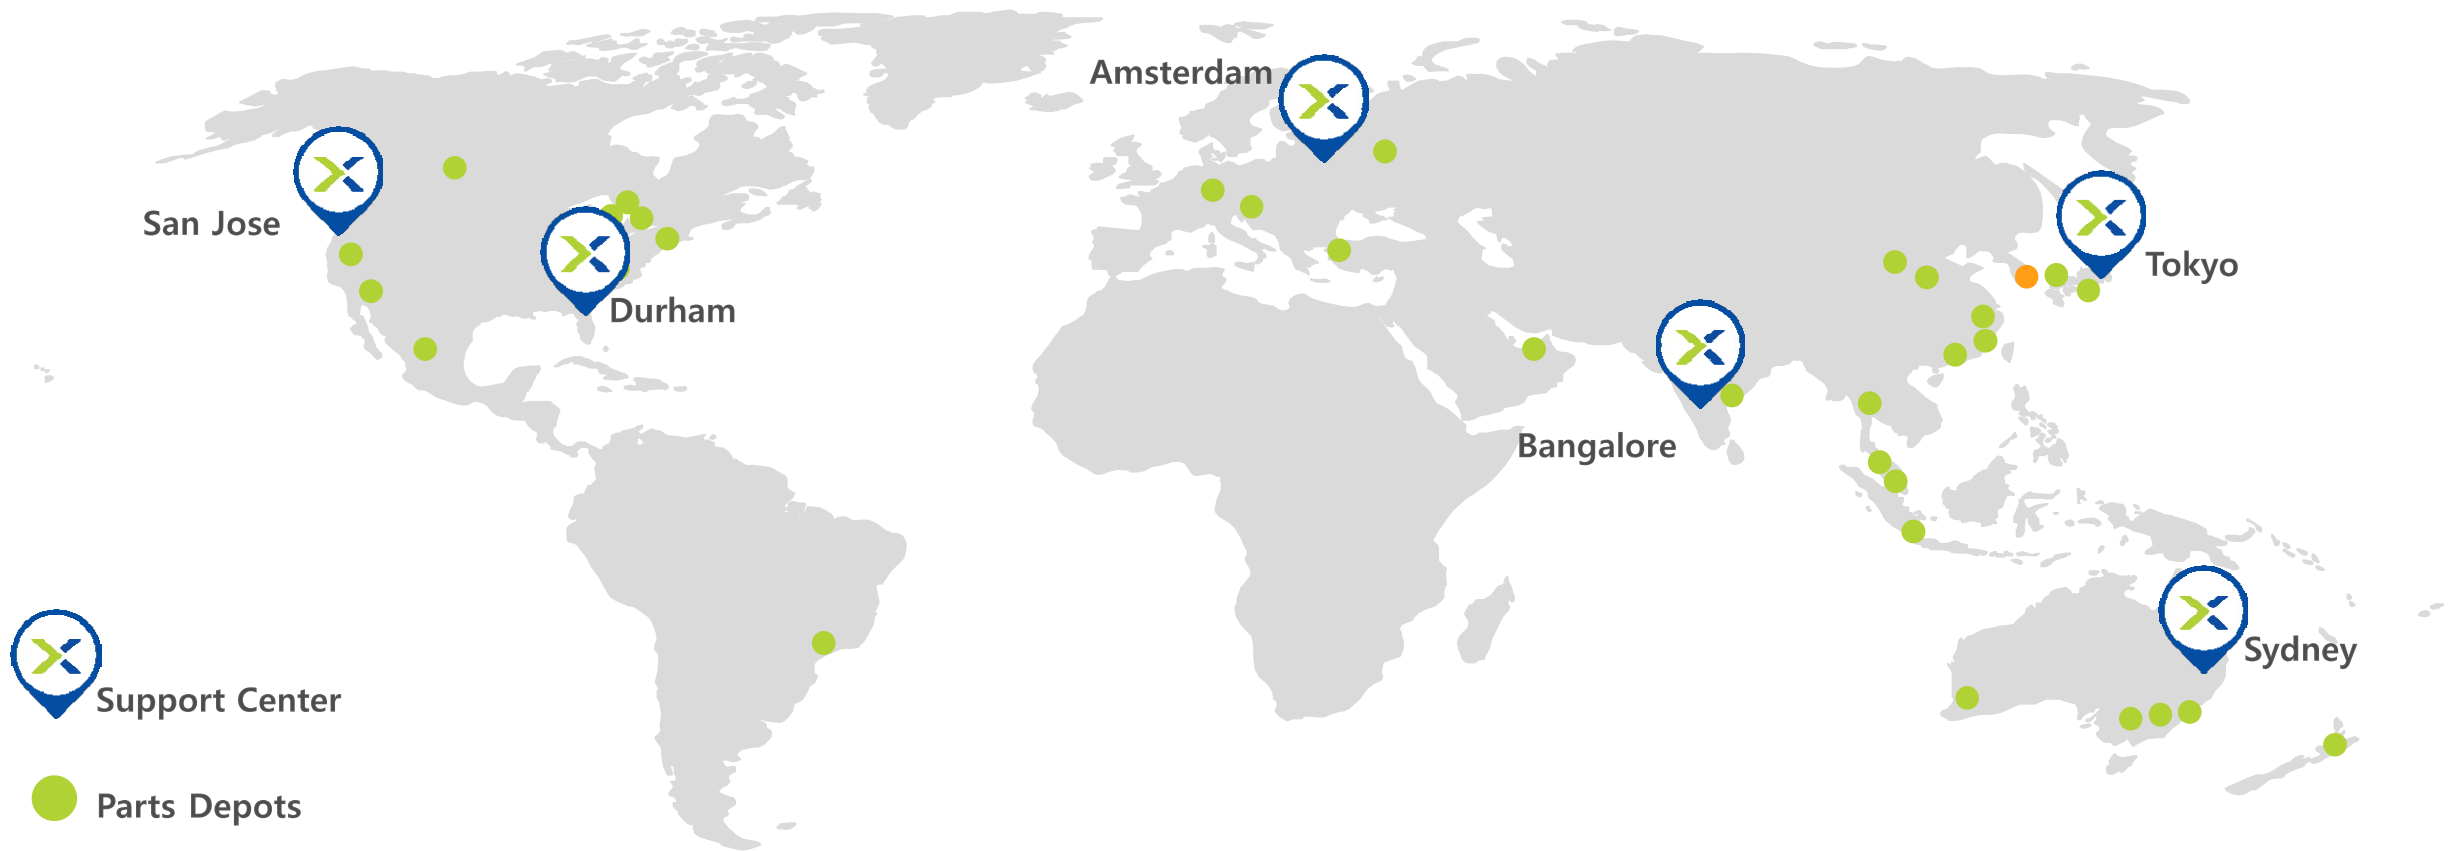 Amsterdam
San Jose
Tokyo
Durham
Bangalore
Sydney
Support Center
Parts Depots